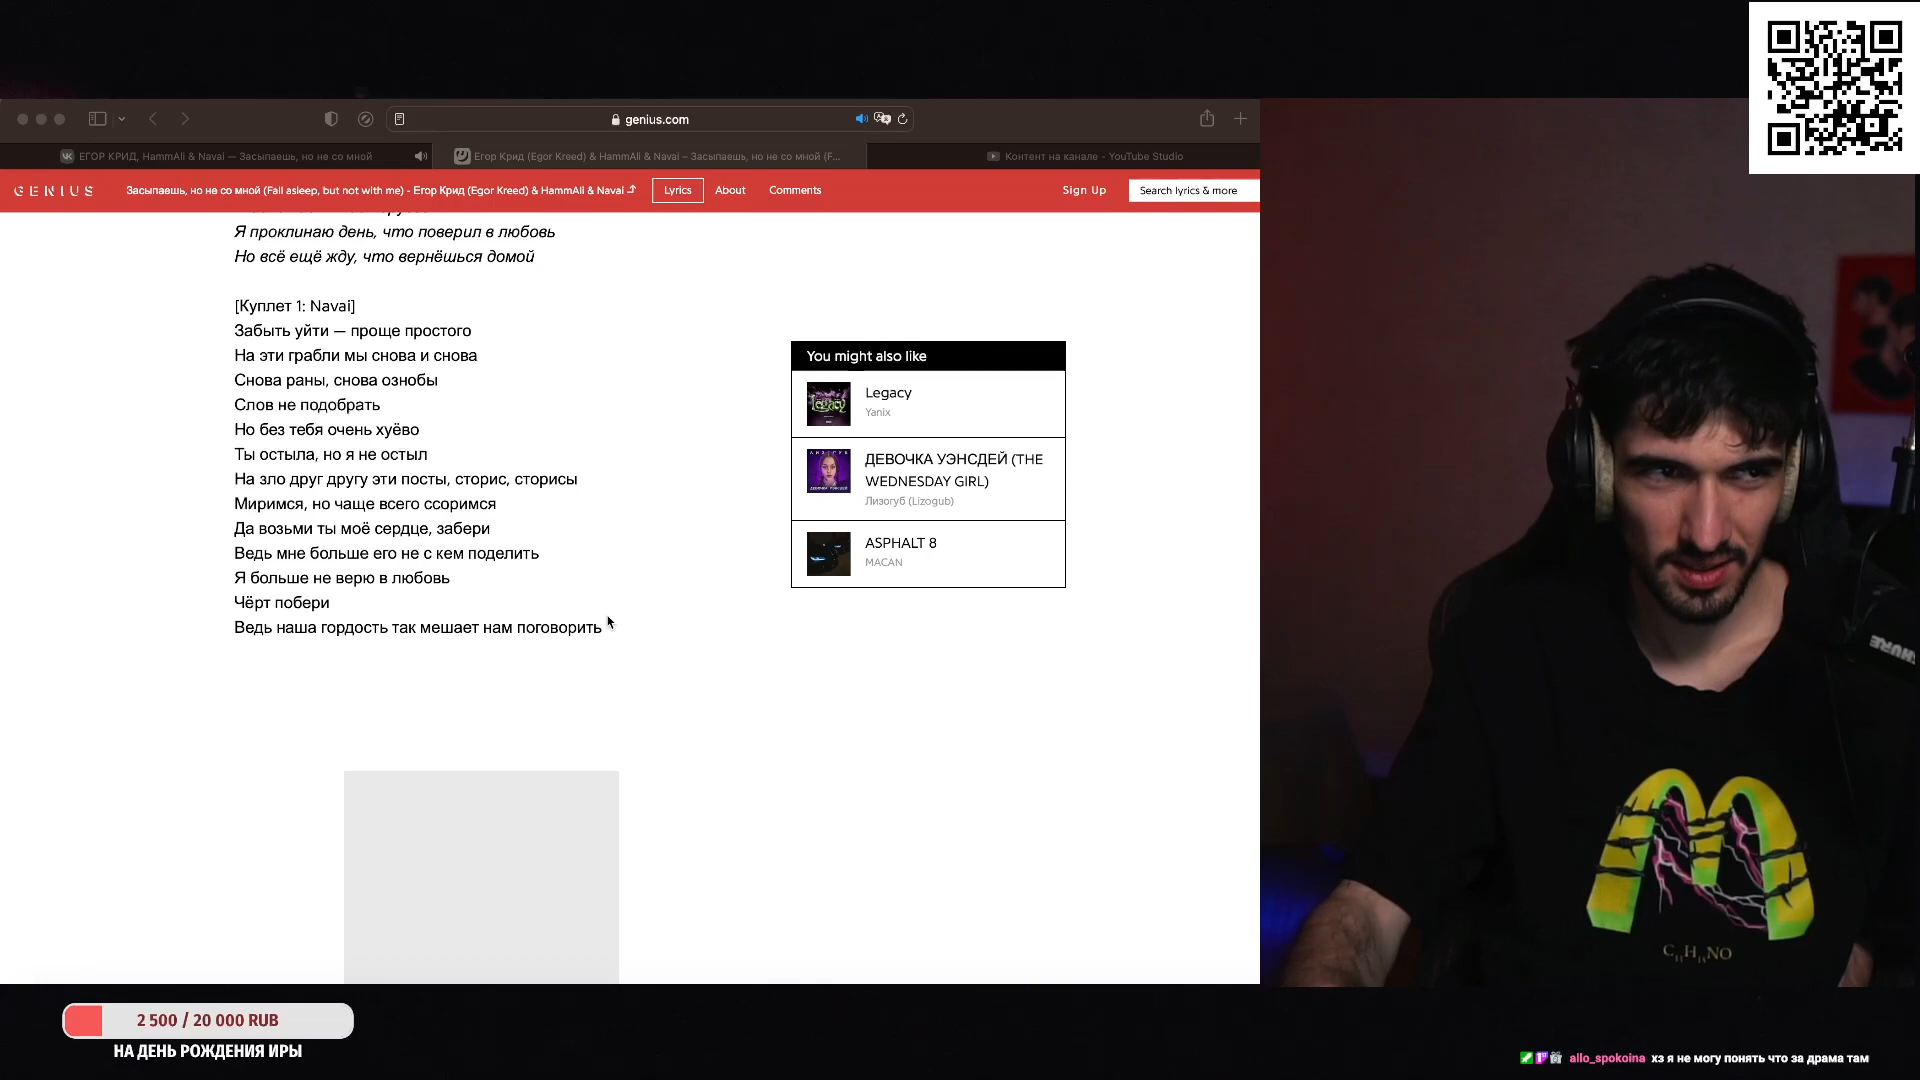 genius.com
ЕГОР КРИД, HammAli & Navai — Засыпаешь, но не со мной
Егор Крид (Egor Kreed) & HammAli & Navai – Засыпаешь, но не со мной (F...
Контент на канале - YouTube Studio
GENIUS
Засыпаешь, но не со мной (Fall asleep, but not with me) - Егор Крид (Egor Kreed) & HammAli & Navai
Lyrics
About
Comments
Sign Up
Search lyrics & more
Я проклинаю день, что поверил в любовь
Но всё ещё жду, что вернёшься домой
[Куплет 1: Navai]
Забыть уйти — проще простого
На эти грабли мы снова и снова
Снова раны, снова ознобы
Слов не подобрать
Но без тебя очень хуёво
Ты остыла, но я не остыл
На зло друг другу эти посты, сторис, сторисы
Миримся, но чаще всего ссоримся
Да возьми ты моё сердце, забери
Ведь мне больше его не с кем поделить
Я больше не верю в любовь
Чёрт побери
Ведь наша гордость так мешает нам поговорить
You might also like
Legacy
Yanix
ДЕВОЧКА УЭНСДЕЙ (THE
WEDNESDAY GIRL)
Лизогуб (Lizogub)
ASPHALT 8
MACAN
SHURE
2 500 / 20 000 RUB
НА ДЕНЬ РОЖДЕНИЯ ИРЫ
allo_spokoina хз я не могу понять что за драма там